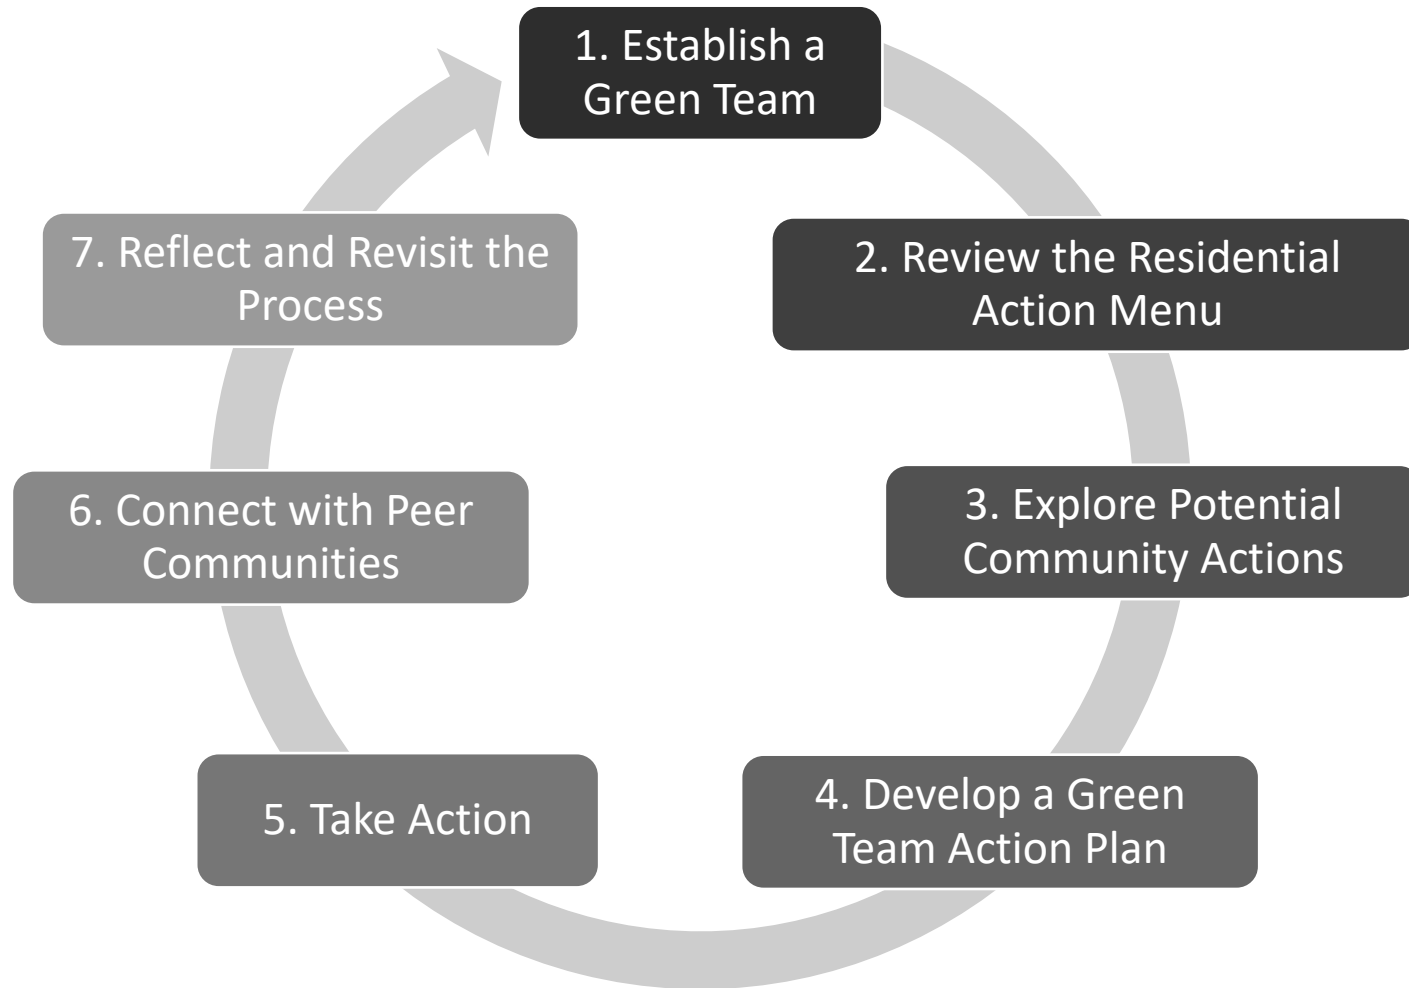 1. Establish a
Green Team
2. Review the Residential
Action Menu
3. Explore Potential
Community Actions
4. Develop a Green
Team Action Plan
5. Take Action
6. Connect with Peer
Communities
7. Reflect and Revisit the
Process